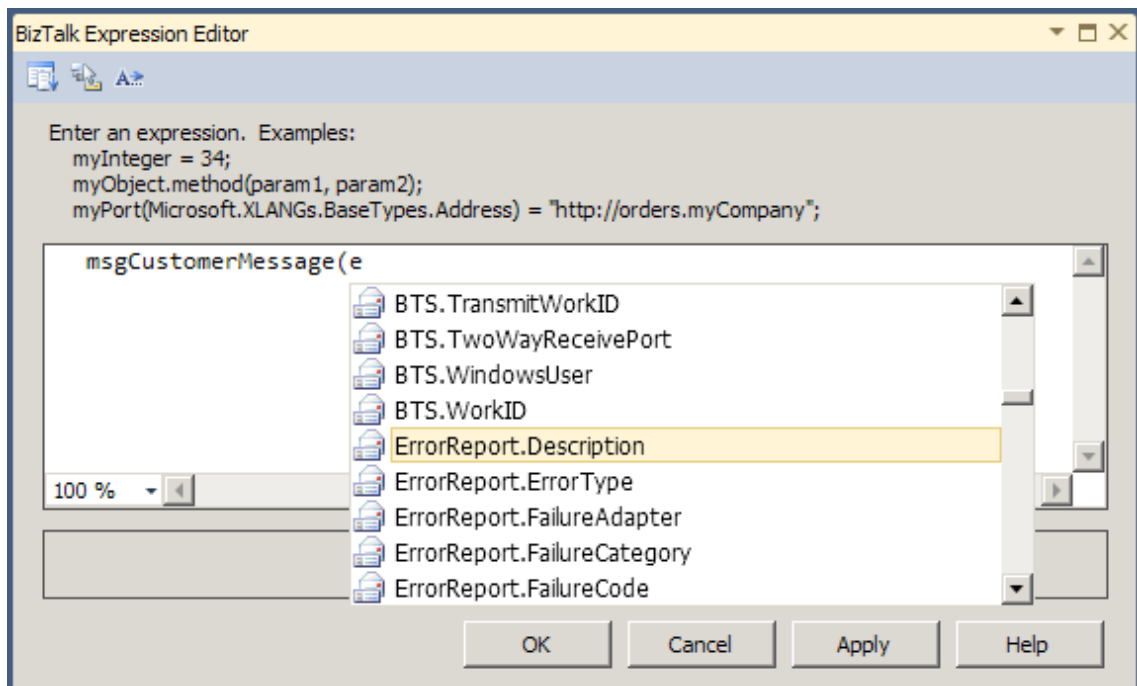 BizTalk Expression Editor
A
Enter an expression. Examples:
myInteger = 34;
myObject.method(param1, param2);
myPort(Microsoft.XLANGs.BaseTypes.Address) = "http://orders.myCompany";
msgCustomerMessage(e
BTS.TransmitWorkID
BTS.TwoWayReceivePort
BTS.WindowsUser
BTS.WorkID
ErrorReport.Description
ErrorReport.ErrorType
ErrorReport.FailureAdapter
ErrorReport.FailureCategory
ErrorReport.FailureCode
100 %
OK Cancel Apply Help